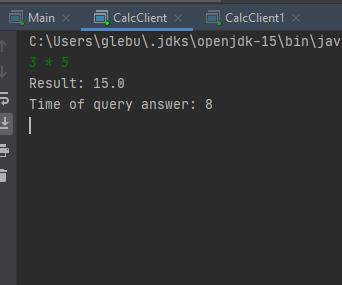 Main CalcClient CalcClient1
C:\Users\glebu\.jdks\openjdk-15\bin\jav
3 * 5
Result: 15.0
Time of query answer: 8